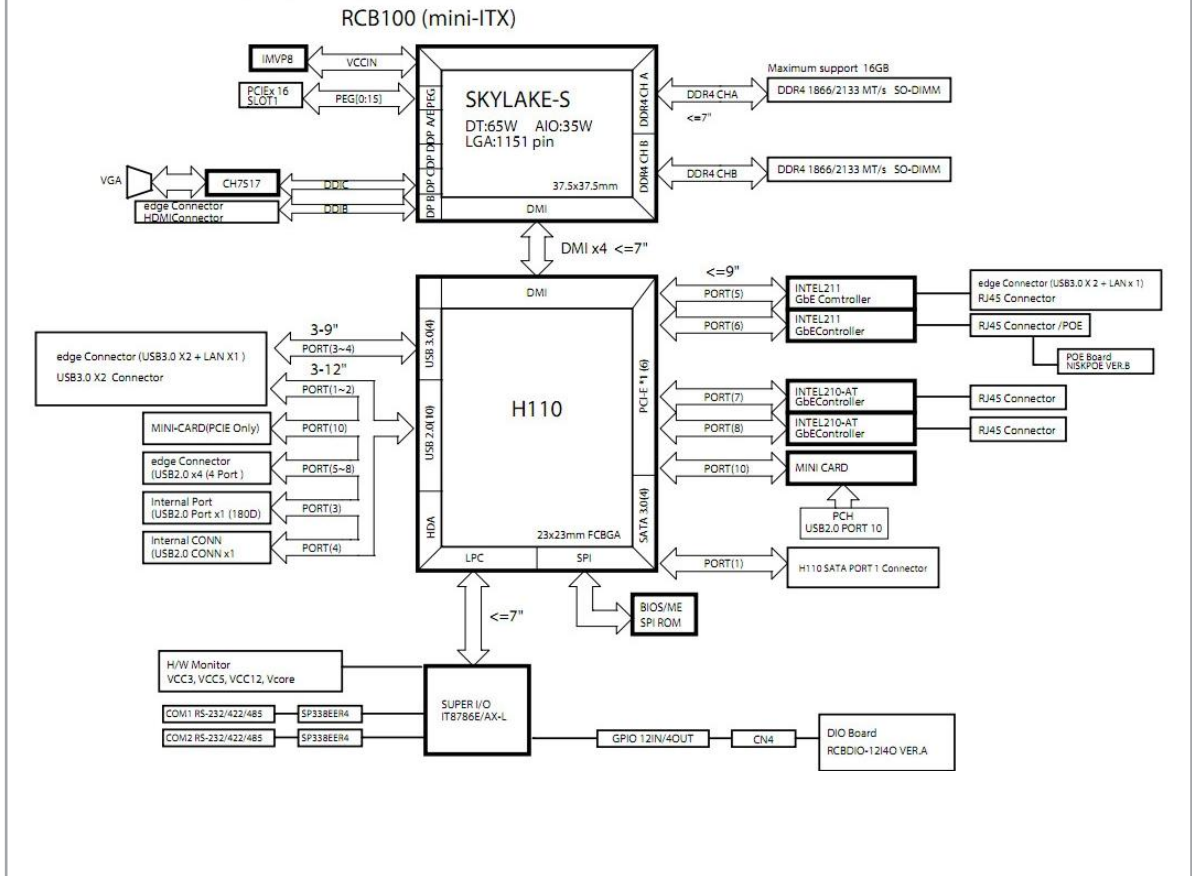 RCB100 (mini-ITX)
IMVP8
VCCIN
PCIEx 16
SLOT1
PEG[0:15]
SKYLAKE-S
DT:65W AIO:35W
LGA:1151 pin
37.5x37.5mm
PEG
DDP A/E
DP D
DP C
DP B
DMI
DDR4 CH A
DDR4 CH B
Maximum support 16GB
DDR4 CHA
<=7"
DDR4 1866/2133 MT/s SO-DIMM
DDR4 CHB
DDR4 1866/2133 MT/s SO-DIMM
VGA
CH7517
DDIC
edge Connector
HDMIConnector
DDIB
DMI x4 <=7"
DMI
H110
23x23mm FCBGA
USB 3.0(4)
USB 2.0(10)
HDA
LPC
SPI
PCI-E *1 (6)
SATA 3.0(4)
edge Connector (USB3.0 X2 + LAN X1 )
USB3.0 X2 Connector
3-9"
PORT(3~4)
3-12"
PORT(1~2)
MINI-CARD(PCIE Only)
PORT(10)
edge Connector
(USB2.0 x4 (4 Port )
PORT(5~8)
Internal Port
(USB2.0 Port x1 (180D)
PORT(3)
Internal CONN
(USB2.0 CONN x1
PORT(4)
<=9"
PORT(5)
INTEL211
GbE Comtroller
edge Connector (USB3.0 X 2 + LAN x 1)
RJ45 Connector
PORT(6)
INTEL211
GbEController
RJ45 Connector /POE
POE Board
NISKPOE VER.B
PORT(7)
INTEL210-AT
GbEController
RJ45 Connector
PORT(8)
INTEL210-AT
GbEController
RJ45 Connector
PORT(10)
MINI CARD
PCH
USB2.0 PORT 10
PORT(1)
H110 SATA PORT 1 Connector
<=7"
BIOS/ME
SPI ROM
H/W Monitor
VCC3, VCC5, VCC12, Vcore
SUPER I/O
IT8786E/AX-L
COM1 RS-232/422/485
SP338EER4
COM2 RS-232/422/485
SP338EER4
GPIO 12IN/4OUT
CN4
DIO Board
RCBDIO-12I4O VER.A